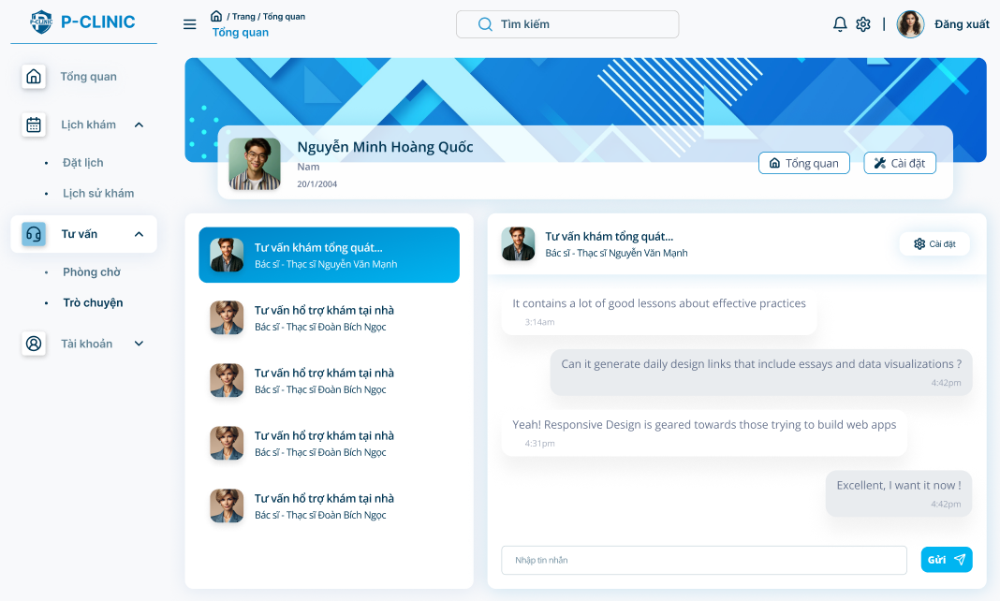 P-CLINIC
P-CLINIC
/ Trang / Tổng quan
Tổng quan
Tìm kiếm
|
Đăng xuất
Tổng quan
Lịch khám
• Đặt lịch
• Lịch sử khám
Tư vấn
• Phòng chờ
• Trò chuyện
Tài khoản
Nguyễn Minh Hoàng Quốc
Nam
20/1/2004
Tổng quan
Cài đặt
Tư vấn khám tổng quát...
Bác sĩ - Thạc sĩ Nguyễn Văn Mạnh
Tư vấn hổ trợ khám tại nhà
Bác sĩ - Thạc sĩ Đoàn Bích Ngọc
Tư vấn hổ trợ khám tại nhà
Bác sĩ - Thạc sĩ Đoàn Bích Ngọc
Tư vấn hổ trợ khám tại nhà
Bác sĩ - Thạc sĩ Đoàn Bích Ngọc
Tư vấn hổ trợ khám tại nhà
Bác sĩ - Thạc sĩ Đoàn Bích Ngọc
Tư vấn khám tổng quát...
Bác sĩ - Thạc sĩ Nguyễn Văn Mạnh
Cài đặt
It contains a lot of good lessons about effective practices
3:14am
Can it generate daily design links that include essays and data visualizations ?
4:42pm
Yeah! Responsive Design is geared towards those trying to build web apps
4:31pm
Excellent, I want it now !
4:42pm
Nhập tin nhắn
Gửi